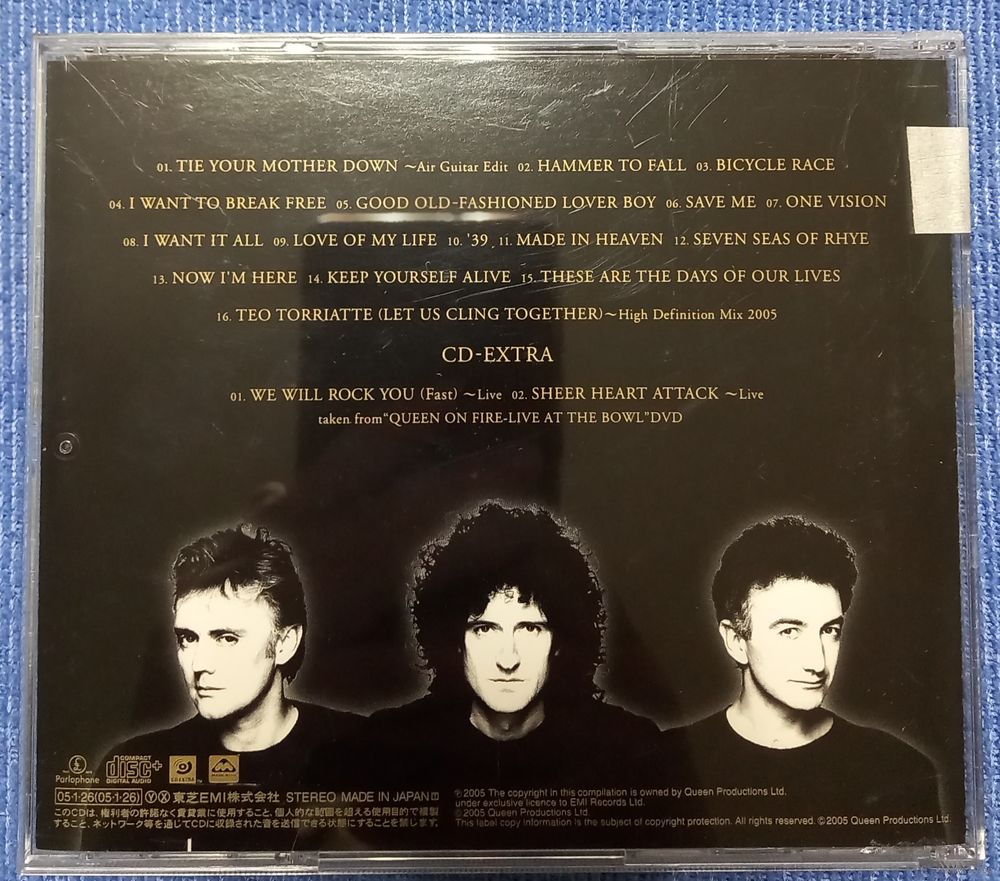 01. TIE YOUR MOTHER DOWN ~Air Guitar Edit 02. HAMMER TO FALL 03. BICYCLE RACE
04. I WANT TO BREAK FREE 05. GOOD OLD-FASHIONED LOVER BOY 06. SAVE ME 07. ONE VISION
08. I WANT IT ALL 09. LOVE OF MY LIFE 10. '39 11. MADE IN HEAVEN 12. SEVEN SEAS OF RHYE
13. NOW I'M HERE 14. KEEP YOURSELF ALIVE 15. THESE ARE THE DAYS OF OUR LIVES
16. TEO TORRIATTE (LET US CLING TOGETHER)~High Definition Mix 2005
CD-EXTRA
01. WE WILL ROCK YOU (Fast) ~Live 02. SHEER HEART ATTACK ~Live
taken from "QUEEN ON FIRE-LIVE AT THE BOWL" DVD
Parlophone
COMPACT disc+ DIGITAL AUDIO
05・1・26(05・1・26) Ⓨ Ⓧ 東芝EMI株式会社 STEREO MADE IN JAPAN
このCDは、権利者の許諾なく賃貸業に使用すること、個人的な範囲を超える使用目的で複製
すること、ネットワーク等を通じてCDに収録された音を送信できる状態にすることを禁じます。
℗2005 The copyright in this compilation is owned by Queen Productions Ltd.
under exclusive licence to EMI Records Ltd.
©2005 Queen Productions Ltd.
This label copy information is the subject of copyright protection. All rights reserved. ©2005 Queen Productions Ltd.